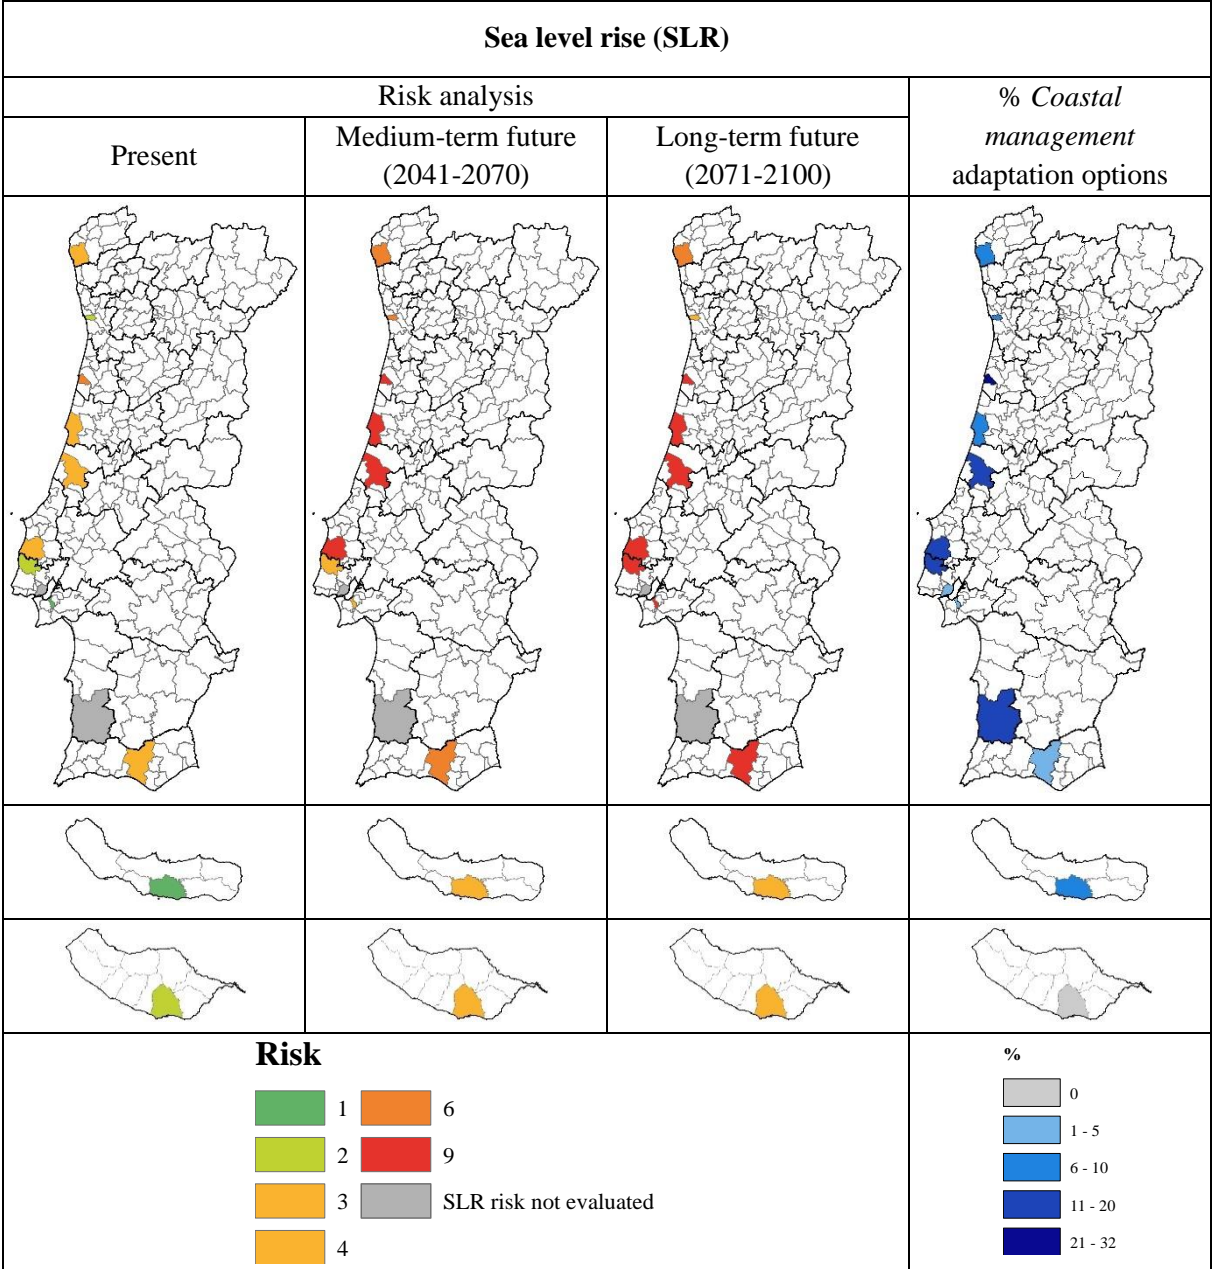 Sea level rise (SLR)
Risk analysis
% Coastal
management
adaptation options
Present
Medium-term future
(2041-2070)
Long-term future
(2071-2100)
Risk
1
6
2
9
3
SLR risk not evaluated
4
%
0
1 - 5
6 - 10
11 - 20
21 - 32